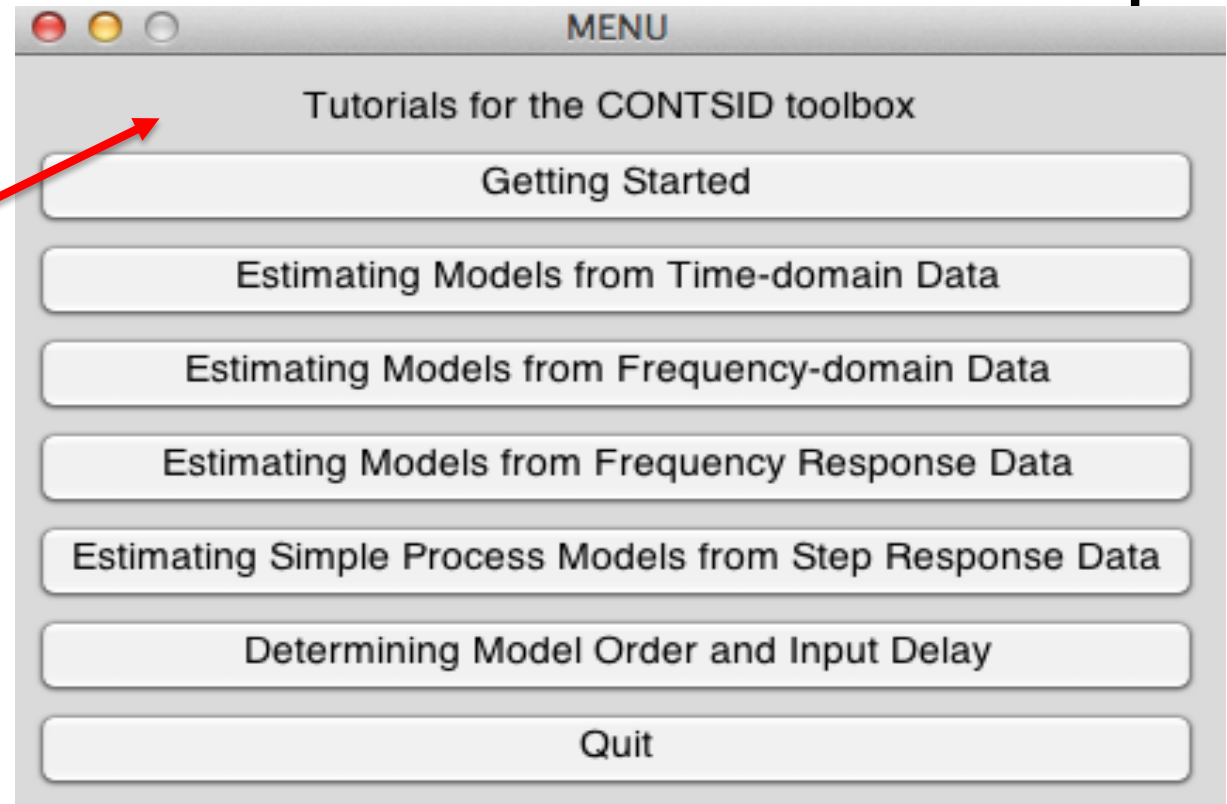 MENU
Tutorials for the CONTSID toolbox
Getting Started
Estimating Models from Time-domain Data
Estimating Models from Frequency-domain Data
Estimating Models from Frequency Response Data
Estimating Simple Process Models from Step Response Data
Determining Model Order and Input Delay
Quit